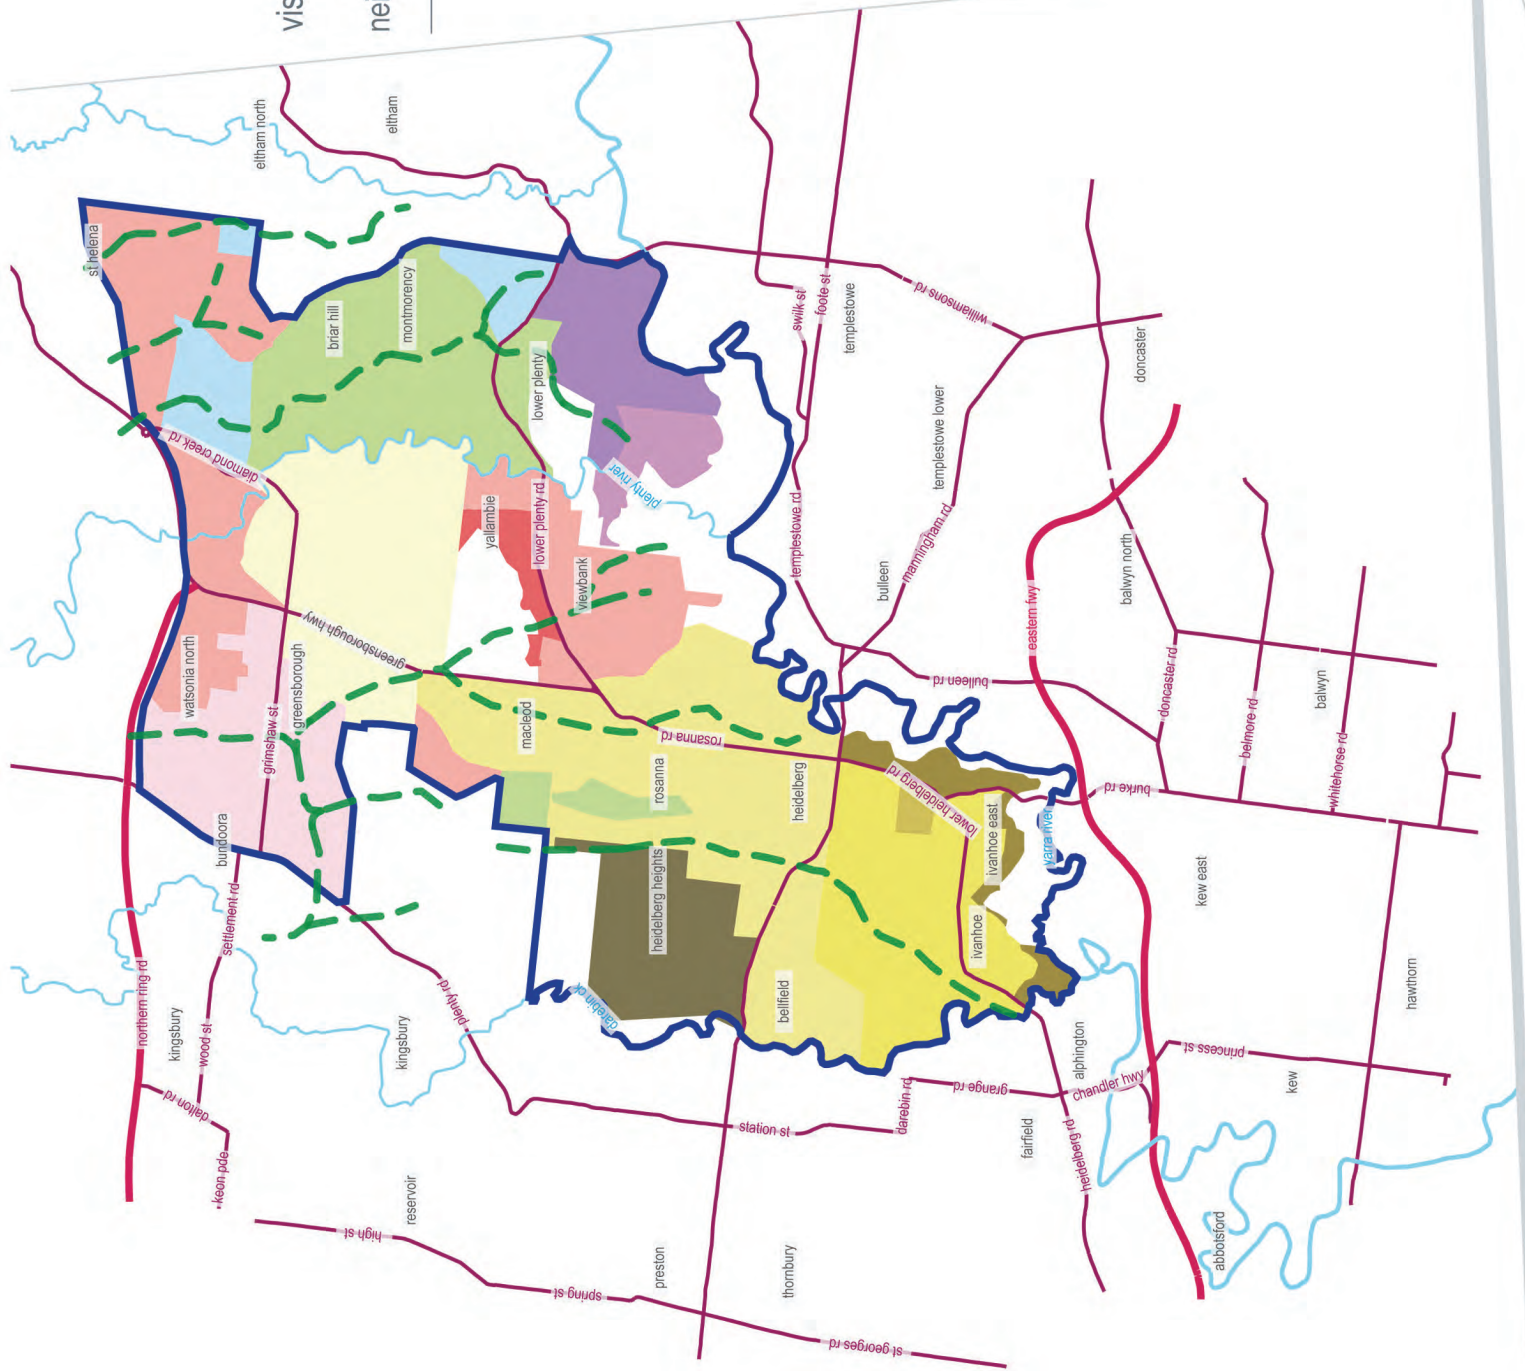 vis
nei
eltham north
eltham
st helena
briar hill
montmorency
diamond creek rd
lower plenty
plenty river
swilk st
foote st
templestowe
williamsons rd
doncaster
templestowe lower
templestowe rd
manningham rd
bulleen
balwyn north
eastern fwy
yallambie
lower plenty rd
viewbank
greensborough hwy
watsonia north
greensborough
grimshaw st
macleod
rosanna rd
rosanna
heidelberg
bulleen rd
doncaster rd
belmore rd
balwyn
whitehorse rd
burke rd
lower heidelberg rd
ivanhoe east
yarra river
kew east
bundoora
settlement rd
heidelberg heights
ivanhoe
bellfield
darebin ck
northern ring rd
kingsbury
wood st
kingsbury
plenty rd
dalton rd
keon pde
station st
darebin rd
grange rd
alphington
chandler hwy
princess st
kew
hawthorn
fairfield
heidelberg rd
reservoir
high st
preston
spring st
thornbury
st georges rd
abbotsford